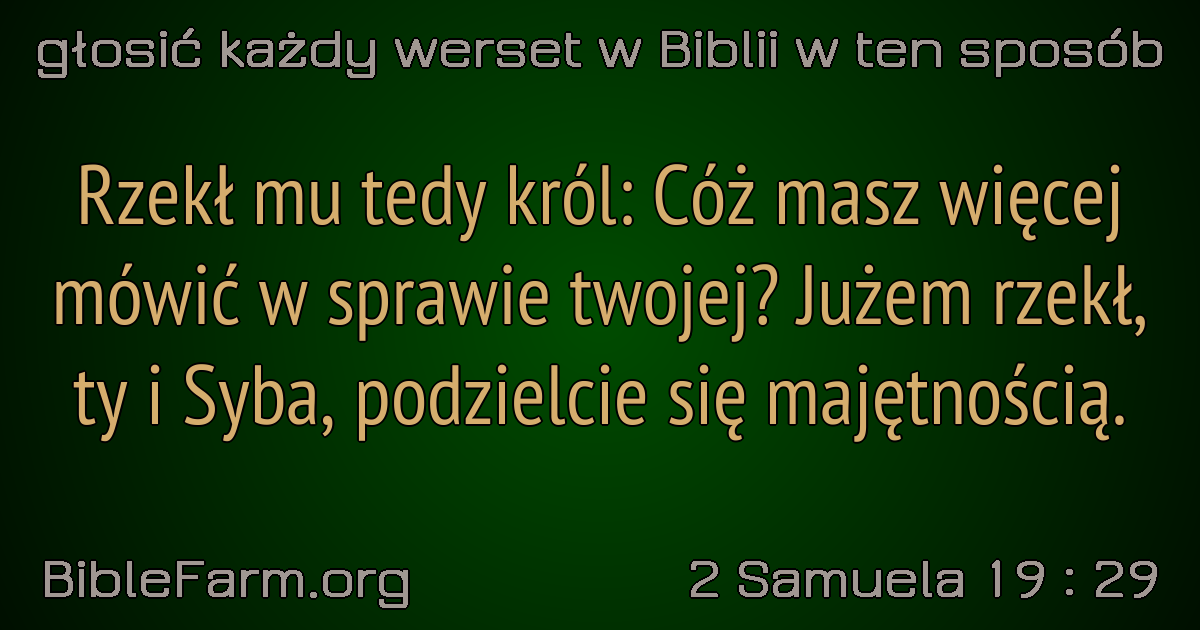 głosić każdy werset w Biblii w ten sposób
Rzekł mu tedy król: Cóż masz więcej
mówić w sprawie twojej? Jużem rzekł,
ty i Syba, podzielcie się majętnością.
BibleFarm.org
2 Samuela 19 : 29